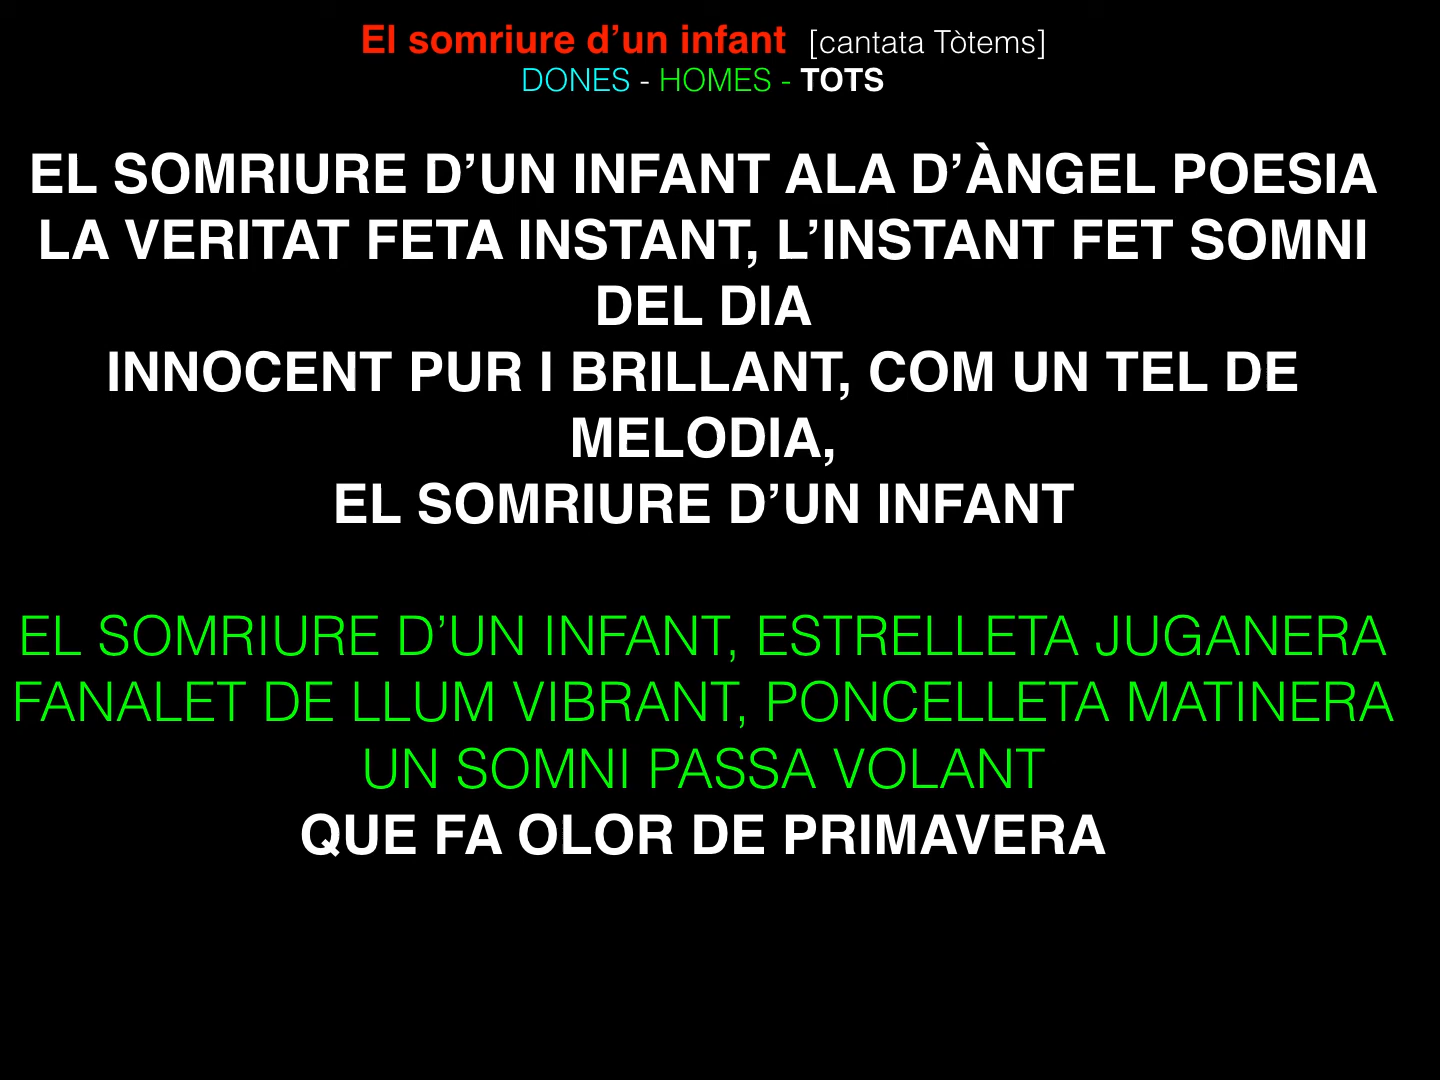 El somriure d’un infant [cantata Tòtems]
DONES - HOMES - TOTS
EL SOMRIURE D’UN INFANT ALA D’ÀNGEL POESIA
LA VERITAT FETA INSTANT, L’INSTANT FET SOMNI
DEL DIA
INNOCENT PUR I BRILLANT, COM UN TEL DE
MELODIA,
EL SOMRIURE D’UN INFANT
EL SOMRIURE D’UN INFANT, ESTRELLETA JUGANERA
FANALET DE LLUM VIBRANT, PONCELLETA MATINERA
UN SOMNI PASSA VOLANT
QUE FA OLOR DE PRIMAVERA